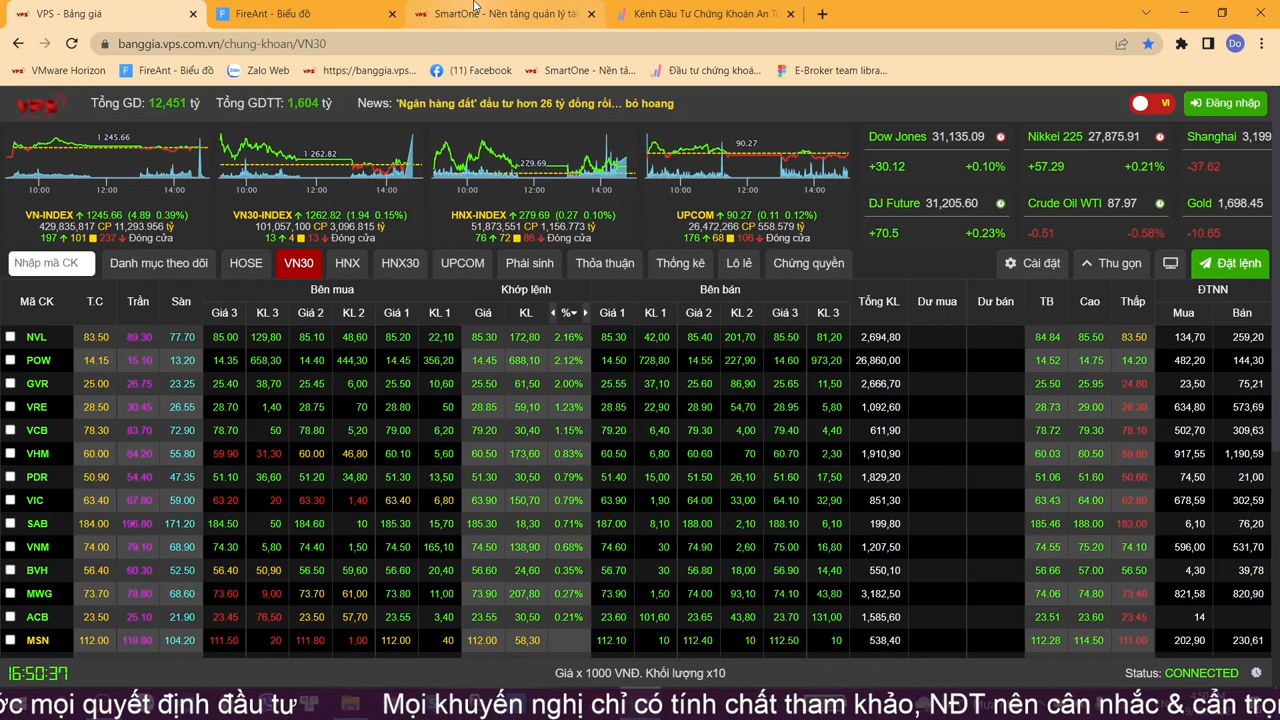 VPS - Bảng giá
FireAnt - Biểu đồ
SmartOne - Nền tảng quản lý tài
Kênh Đầu Tư Chứng Khoán An To
banggia.vps.com.vn/chung-khoan/VN30
Do
VMware Horizon
FireAnt - Biểu đồ
Zalo Web
https://banggia.vps...
(11) Facebook
SmartOne - Nền tả...
Đầu tư chứng khoá...
E-Broker team libra...
VPS
Tổng GD: 12,451 tỷ
Tổng GDTT: 1,604 tỷ
News: 'Ngân hàng đất' đầu tư hơn 26 tỷ đồng rồi... bỏ hoang
VI
Đăng nhập
1 245.66
10:00 12:00 14:00
VN-INDEX 1245.66 (4.89 0.39%)
429,835,817 CP 11,293.956 tỷ
197 101 237 Đóng cửa
1 262.82
10:00 12:00 14:00
VN30-INDEX 1262.82 (1.94 0.15%)
101,057,100 CP 3,096.815 tỷ
13 4 13 Đóng cửa
279.69
10:00 12:00 14:00
HNX-INDEX 279.69 (0.27 0.10%)
51,873,551 CP 1,156.773 tỷ
76 72 86 Đóng cửa
90.27
10:00 12:00 14:00
UPCOM 90.27 (0.11 0.12%)
26,472,266 CP 558.579 tỷ
176 68 106 Đóng cửa
Dow Jones 31,135.09
+30.12 +0.10%
Nikkei 225 27,875.91
+57.29 +0.21%
Shanghai 3,199
-37.62
DJ Future 31,205.60
+70.5 +0.23%
Crude Oil WTI 87.97
-0.51 -0.58%
Gold 1,698.45
-10.65
Nhập mã CK Danh mục theo dõi HOSE VN30 HNX HNX30 UPCOM Phái sinh Thỏa thuận Thống kê Lô lẻ Chứng quyền Cài đặt Thu gọn Đặt lệnh
Mã CK T.C Trần Sàn Bên mua Khớp lệnh Bên bán Tổng KL Dư mua Dư bán TB Cao Thấp ĐTNN
Giá 3 KL 3 Giá 2 KL 2 Giá 1 KL 1 Giá KL % Giá 1 KL 1 Giá 2 KL 2 Giá 3 KL 3 Mua Bán
NVL 83.50 89.30 77.70 85.00 129,80 85.10 48,60 85.20 22,10 85.30 172,80 2.16% 85.30 42,00 85.40 201,70 85.50 81,20 2,694,80 84.84 85.50 83.50 134,70 259,20
POW 14.15 15.10 13.20 14.35 658,30 14.40 444,30 14.45 356,20 14.45 688,10 2.12% 14.50 728,80 14.55 227,90 14.60 973,20 26,860,00 14.52 14.75 14.20 482,20 144,30
GVR 25.00 26.75 23.25 25.40 38,70 25.45 6,00 25.50 10,60 25.50 61,50 2.00% 25.55 37,10 25.60 86,90 25.65 11,50 2,666,70 25.50 25.95 24.80 23,50 75,21
VRE 28.50 30.45 26.55 28.70 1,40 28.75 70 28.80 50 28.85 59,10 1.23% 28.85 22,90 28.90 54,70 28.95 5,80 1,092,60 28.73 29.00 28.30 634,80 573,69
VCB 78.30 83.70 72.90 78.70 50 78.80 5,20 79.00 6,20 79.20 30,40 1.15% 79.20 6,40 79.30 4,00 79.40 4,40 611,90 78.72 79.30 78.10 502,70 309,63
VHM 60.00 64.20 55.80 59.90 31,30 60.00 46,80 60.10 5,60 60.50 173,60 0.83% 60.50 6,80 60.60 70 60.70 2,30 1,910,90 60.03 60.50 59.80 917,55 1,190,59
PDR 50.90 54.40 47.35 51.10 36,60 51.20 34,80 51.30 13,50 51.30 30,50 0.79% 51.40 15,00 51.50 26,10 51.60 17,50 1,829,20 51.06 51.60 50.60 74,50 21,00
VIC 63.40 67.80 59.00 63.20 20 63.30 1,40 63.40 6,80 63.90 150,70 0.79% 63.90 1,90 64.00 33,00 64.10 32,90 851,30 63.43 64.00 62.80 678,59 302,59
SAB 184.00 196.80 171.20 184.50 50 184.60 10 185.30 15,70 185.30 18,30 0.71% 187.00 8,10 188.00 2,10 188.30 6,10 199,80 185.46 188.00 183.00 6,10 76,20
VNM 74.00 79.10 68.90 74.30 5,80 74.40 1,50 74.50 165,10 74.50 138,90 0.68% 74.60 30 74.90 2,60 75.00 16,80 1,207,50 74.55 75.20 74.10 596,00 531,70
BVH 56.40 60.30 52.50 56.40 50,90 56.50 59,60 56.60 20,40 56.60 24,60 0.35% 56.70 30 56.80 18,00 56.90 14,40 550,10 56.66 57.00 56.50 4,30 39,78
MWG 73.70 78.80 68.60 73.60 9,00 73.70 61,00 73.80 11,00 73.90 207,80 0.27% 73.90 1,50 74.00 93,10 74.10 43,80 3,182,50 74.06 74.80 73.40 821,58 820,90
ACB 23.50 25.10 21.90 23.45 76,50 23.50 57,70 23.55 3,40 23.55 30,50 0.21% 23.60 101,60 23.65 43,80 23.70 131,00 1,585,60 23.51 23.60 23.45 14
MSN 112.00 119.80 104.20 111.50 20 111.80 1,00 112.00 40 112.00 58,30 112.10 10 112.40 10 112.50 10 538,40 112.28 114.50 111.00 202,90 230,61
16:50:37
Giá x 1000 VNĐ. Khối lượng x10
Status: CONNECTED
ớc mọi quyết định đầu tư Mọi khuyến nghị chỉ có tính chất tham khảo, NĐT nên cân nhắc & cẩn trọ